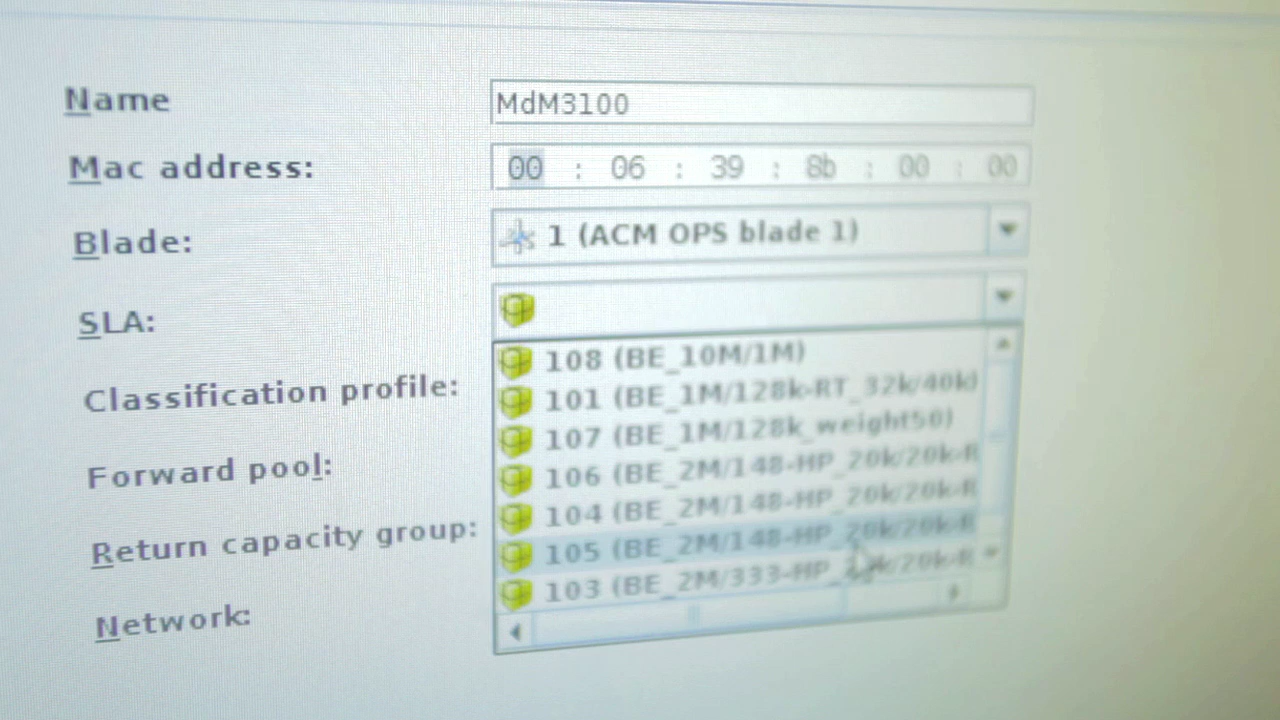 Name MdM3100
Mac address: 00 : 06 : 39 : 8b : 00 : 00
Blade: 1 (ACM OPS blade 1)
SLA:
108 (BE_10M/1M)
Classification profile:
101 (BE_1M/128k-RT_32k/40k)
107 (BE_1M/128k_weight50)
Forward pool:
106 (BE_2M/148-HP_20k/20k-R
104 (BE_2M/148-HP_20k/20k-R
Return capacity group:
105 (BE_2M/148-HP_20k/20k-R
103 (BE_2M/333-HP_ /20k-R
Network: